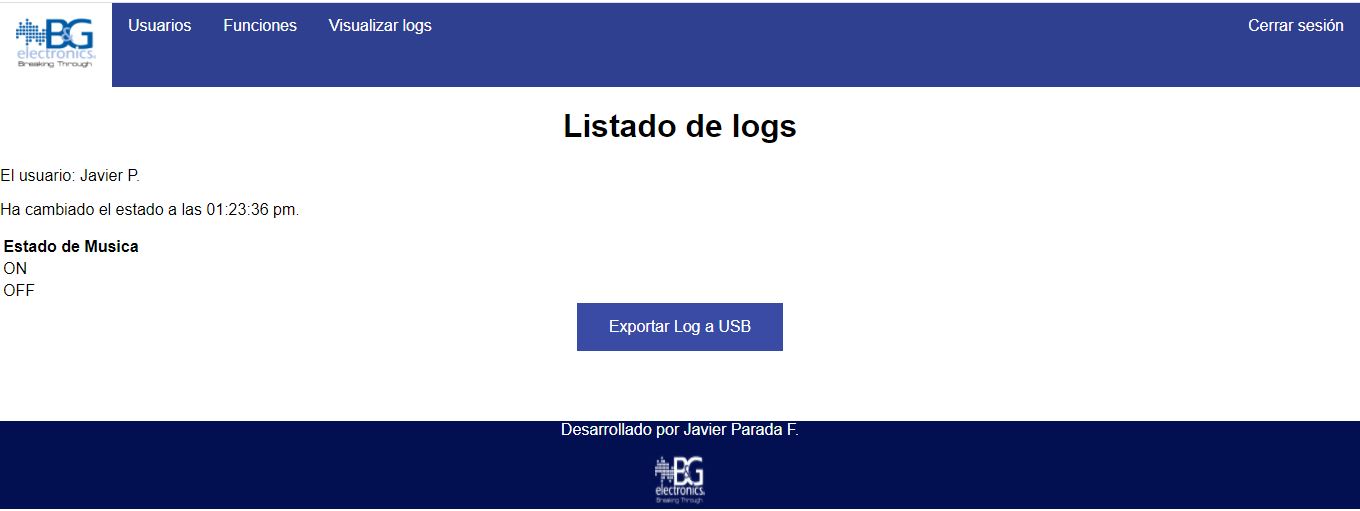 B&G
electronics.
Breaking Through
Usuarios
Funciones
Visualizar logs
Cerrar sesión
Listado de logs
El usuario: Javier P.
Ha cambiado el estado a las 01:23:36 pm.
Estado de Musica
ON
OFF
Exportar Log a USB
Desarrollado por Javier Parada F.
B&G
electronics.
Breaking Through